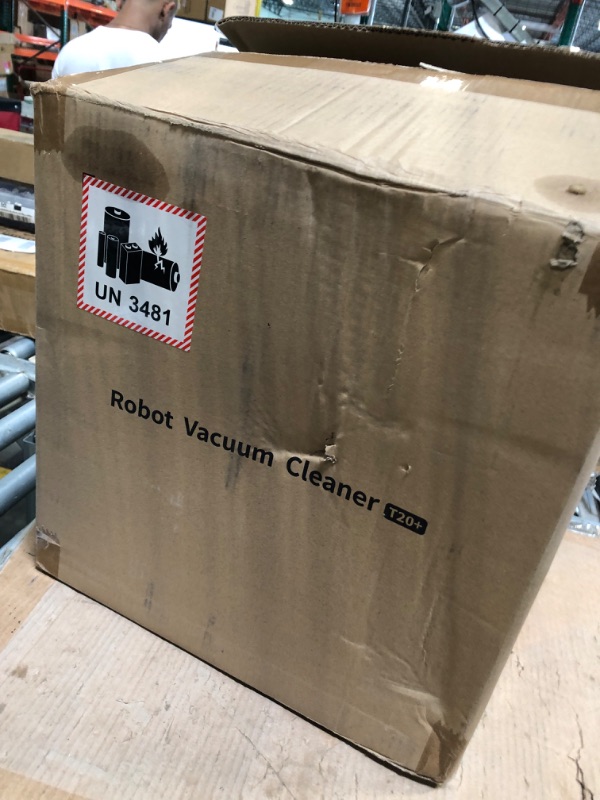 UN 3481
Robot Vacuum Cleaner T20+